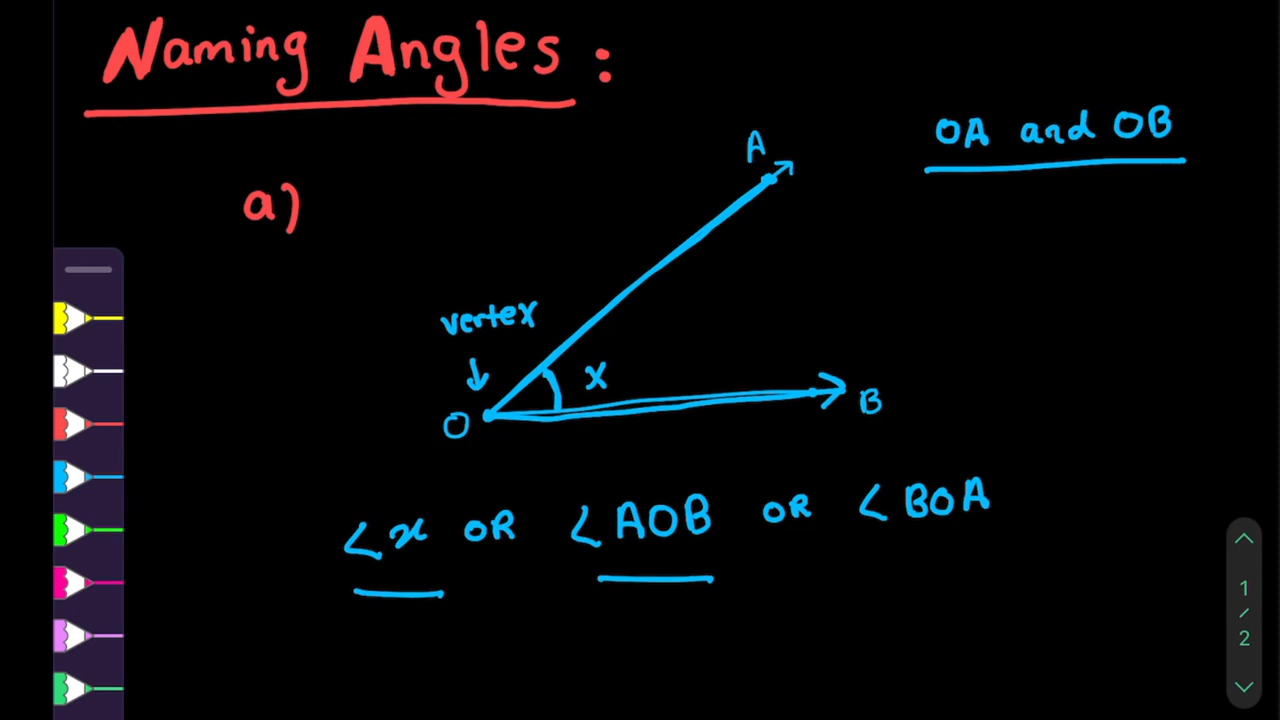 Naming Angles :
OA and OB
A
a)
vertex
x
O
B
∠x OR ∠AOB OR ∠BOA
1
/
2